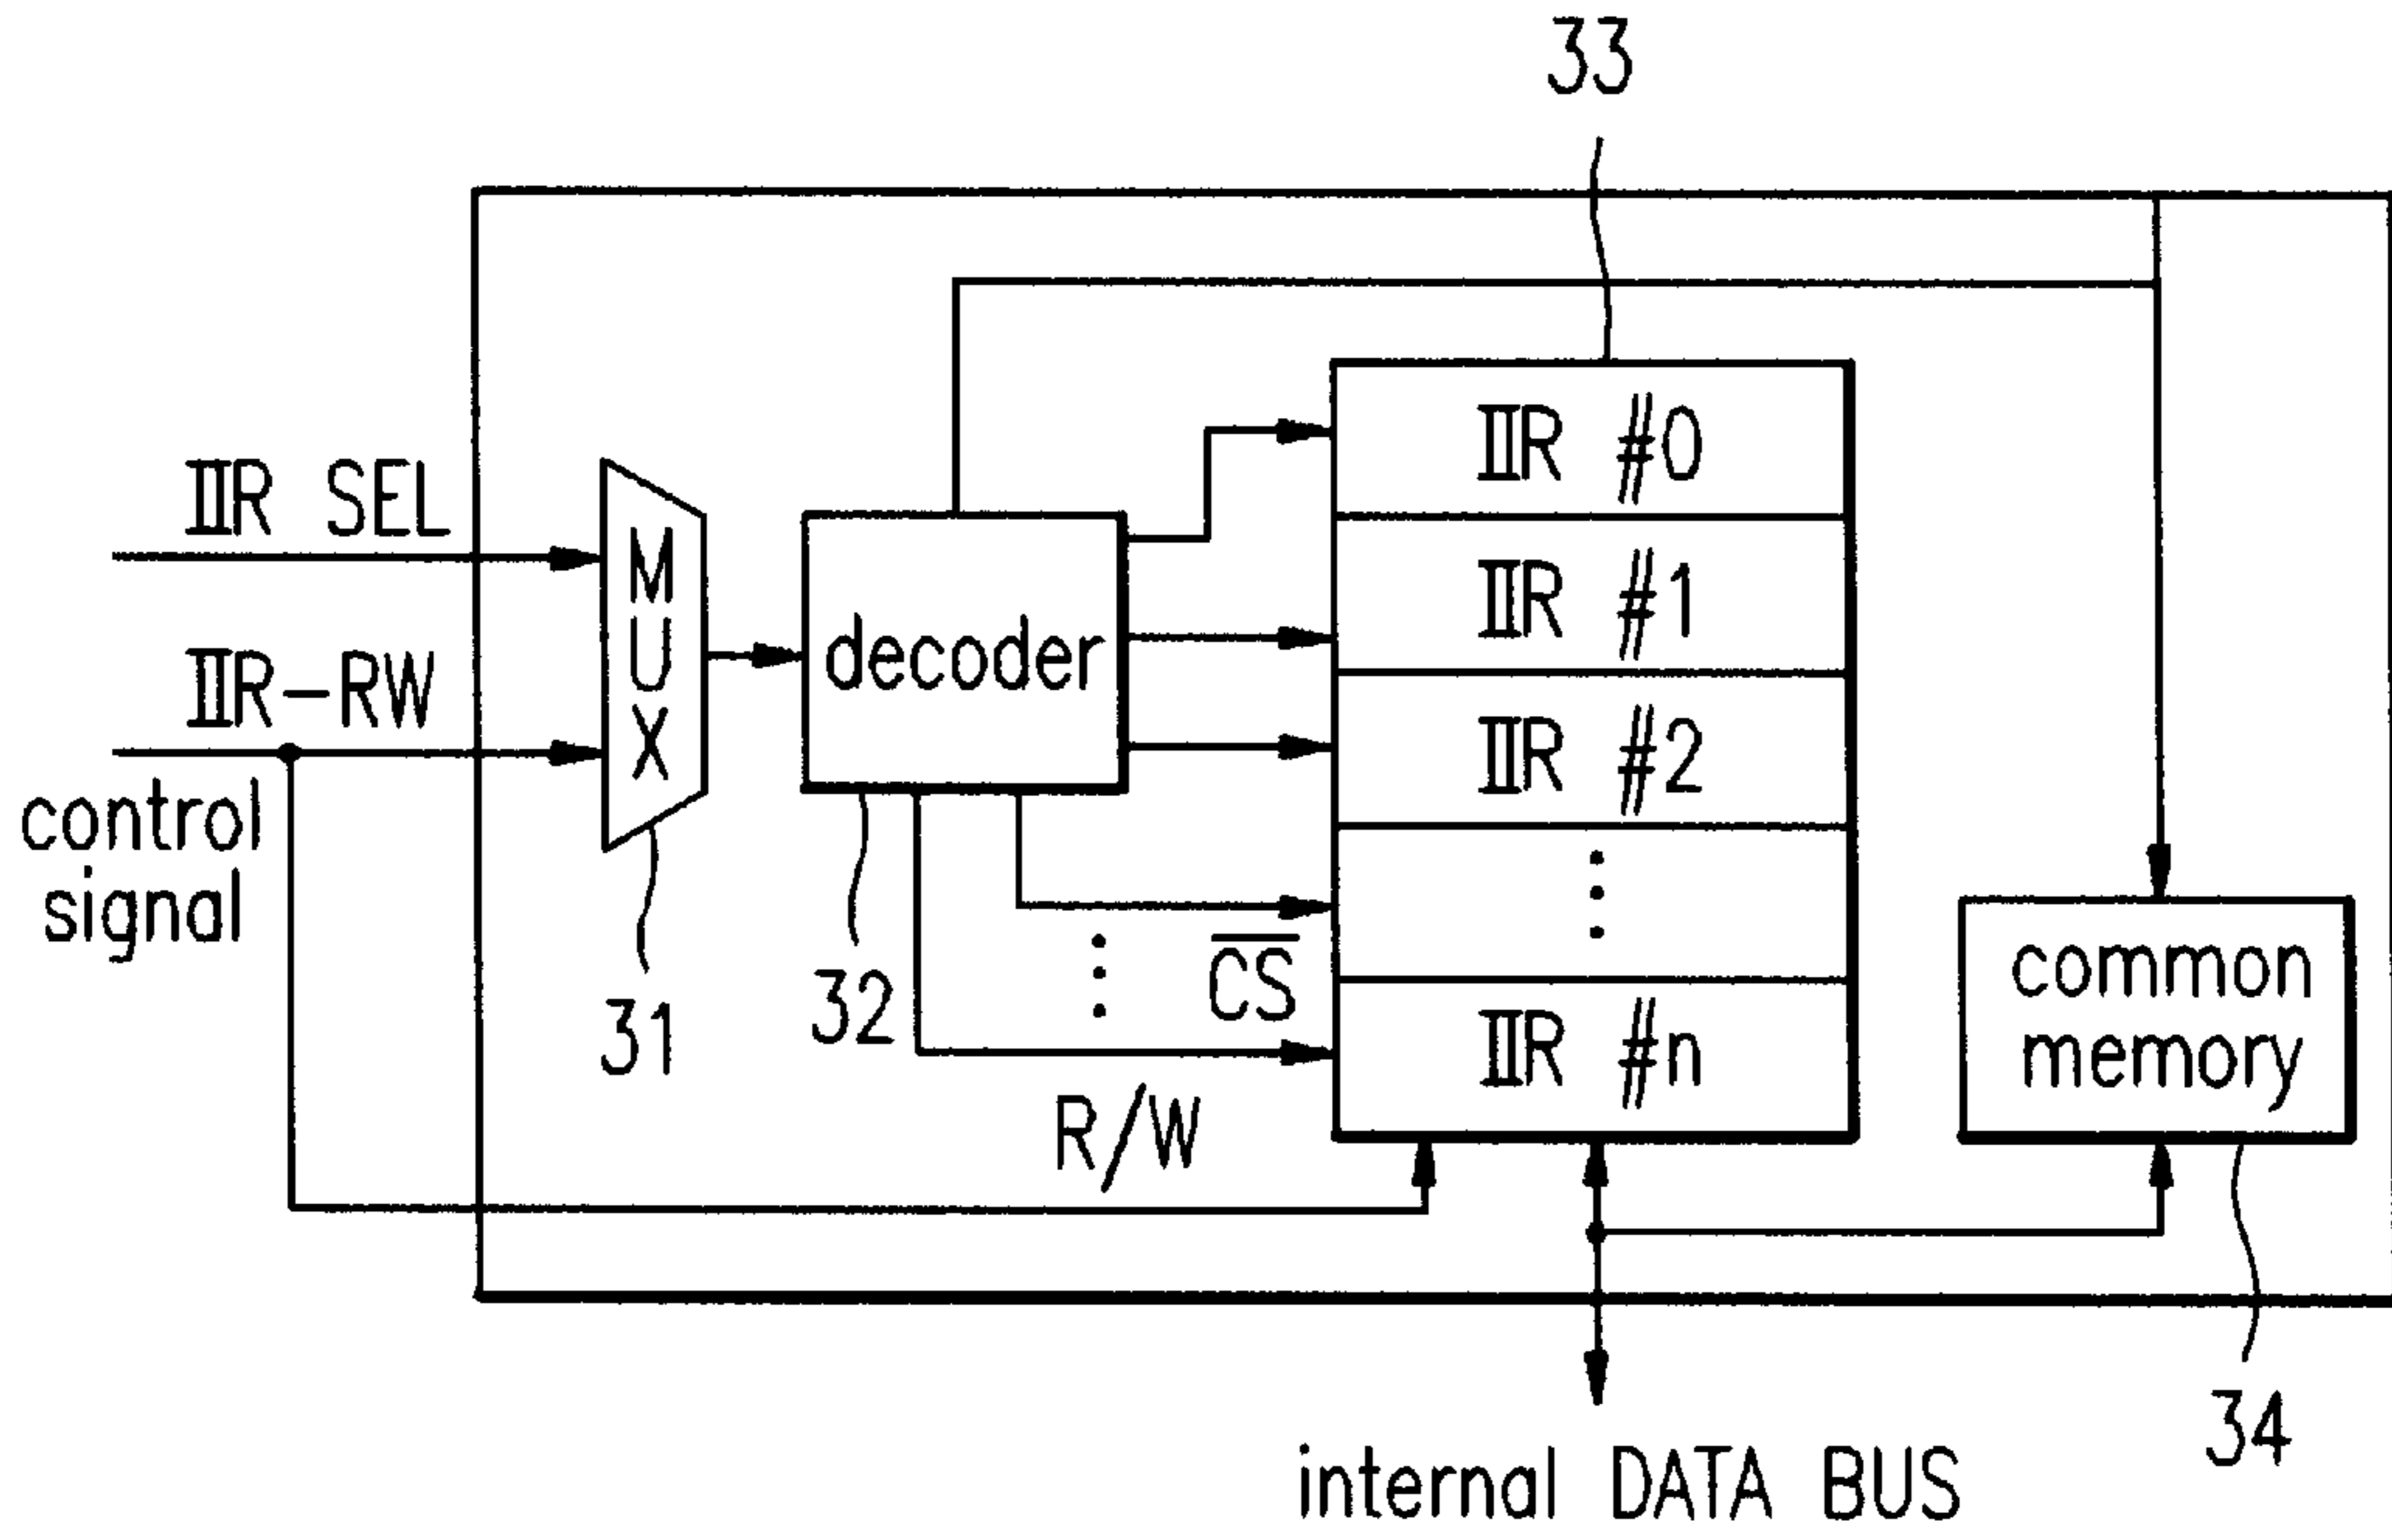 33
IIR SEL
IIR-RW
control
signal
MUX
31
decoder
32
IIR #0
IIR #1
IIR #2
IIR #n
C̅S̅
R/W
common
memory
34
internal DATA BUS